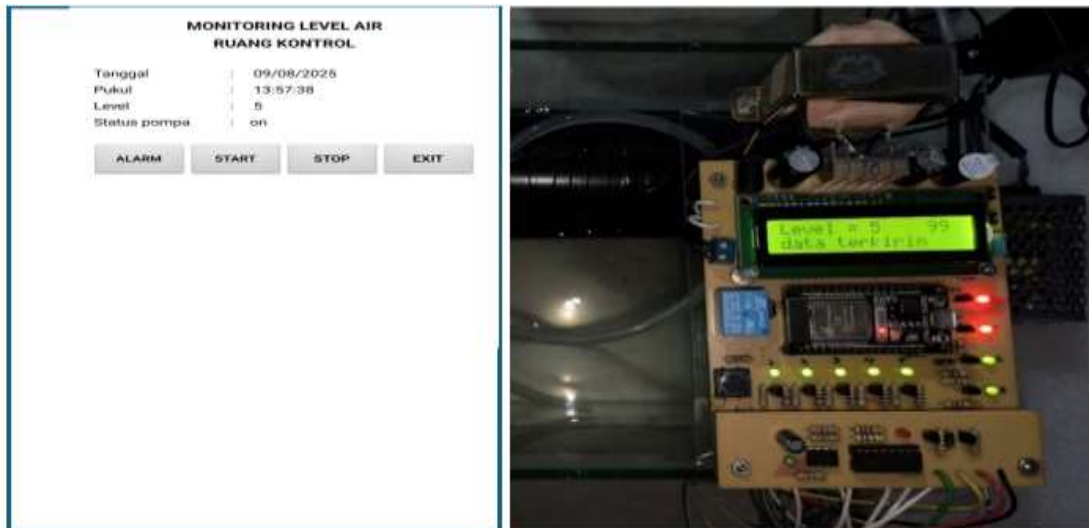 MONITORING LEVEL AIR
RUANG KONTROL
Tanggal : 09/08/2025
Pukul : 13:57:38
Level : 5
Status pompa : on
ALARM START STOP EXIT
Level = 5 99
data terkirin